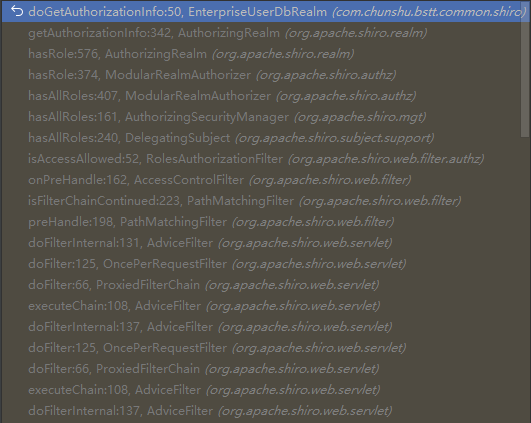 doGetAuthorizationInfo:50, EnterpriseUserDbRealm (com.chunshu.bstt.common.shiro)
getAuthorizationInfo:342, AuthorizingRealm (org.apache.shiro.realm)
hasRole:576, AuthorizingRealm (org.apache.shiro.realm)
hasRole:374, ModularRealmAuthorizer (org.apache.shiro.authz)
hasAllRoles:407, ModularRealmAuthorizer (org.apache.shiro.authz)
hasAllRoles:161, AuthorizingSecurityManager (org.apache.shiro.mgt)
hasAllRoles:240, DelegatingSubject (org.apache.shiro.subject.support)
isAccessAllowed:52, RolesAuthorizationFilter (org.apache.shiro.web.filter.authz)
onPreHandle:162, AccessControlFilter (org.apache.shiro.web.filter)
isFilterChainContinued:223, PathMatchingFilter (org.apache.shiro.web.filter)
preHandle:198, PathMatchingFilter (org.apache.shiro.web.filter)
doFilterInternal:131, AdviceFilter (org.apache.shiro.web.servlet)
doFilter:125, OncePerRequestFilter (org.apache.shiro.web.servlet)
doFilter:66, ProxiedFilterChain (org.apache.shiro.web.servlet)
executeChain:108, AdviceFilter (org.apache.shiro.web.servlet)
doFilterInternal:137, AdviceFilter (org.apache.shiro.web.servlet)
doFilter:125, OncePerRequestFilter (org.apache.shiro.web.servlet)
doFilter:66, ProxiedFilterChain (org.apache.shiro.web.servlet)
executeChain:108, AdviceFilter (org.apache.shiro.web.servlet)
doFilterInternal:137, AdviceFilter (org.apache.shiro.web.servlet)